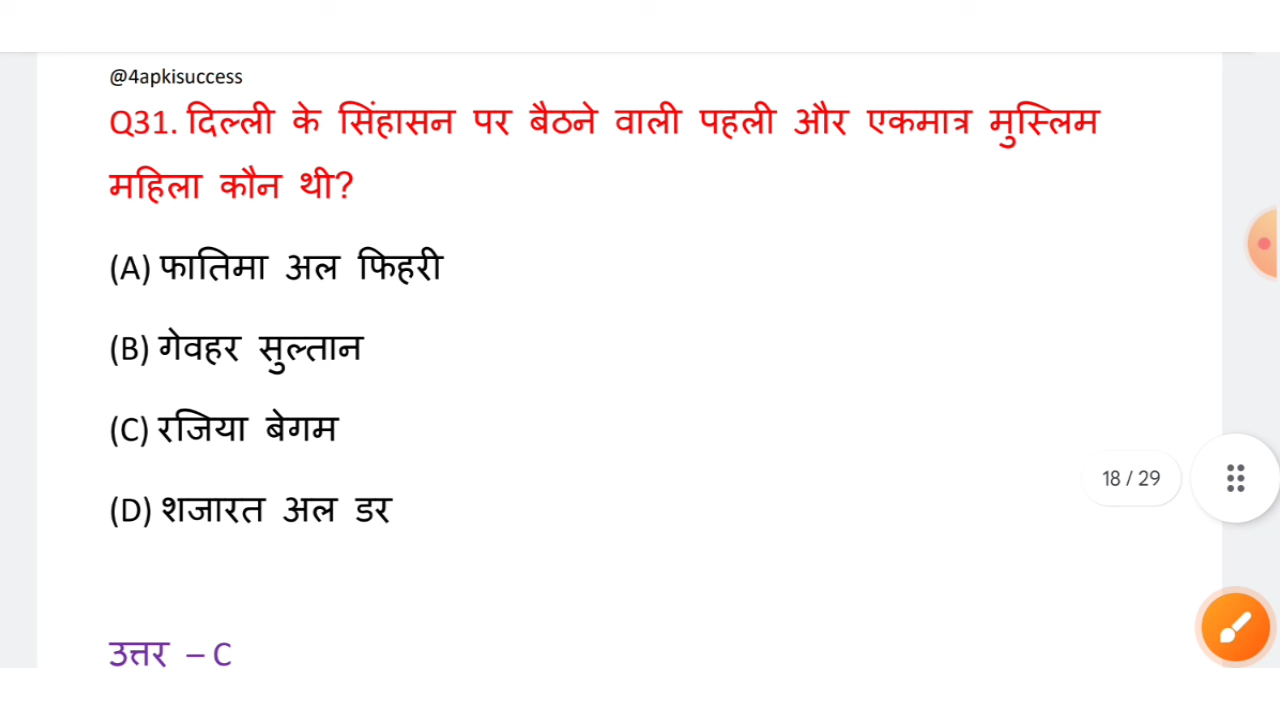 @4apkisuccess
Q31. दिल्ली के सिंहासन पर बैठने वाली पहली और एकमात्र मुस्लिम
महिला कौन थी?
(A) फातिमा अल फिहरी
(B) गेवहर सुल्तान
(C) रजिया बेगम
(D) शजारत अल डर
18 / 29
उत्तर – C